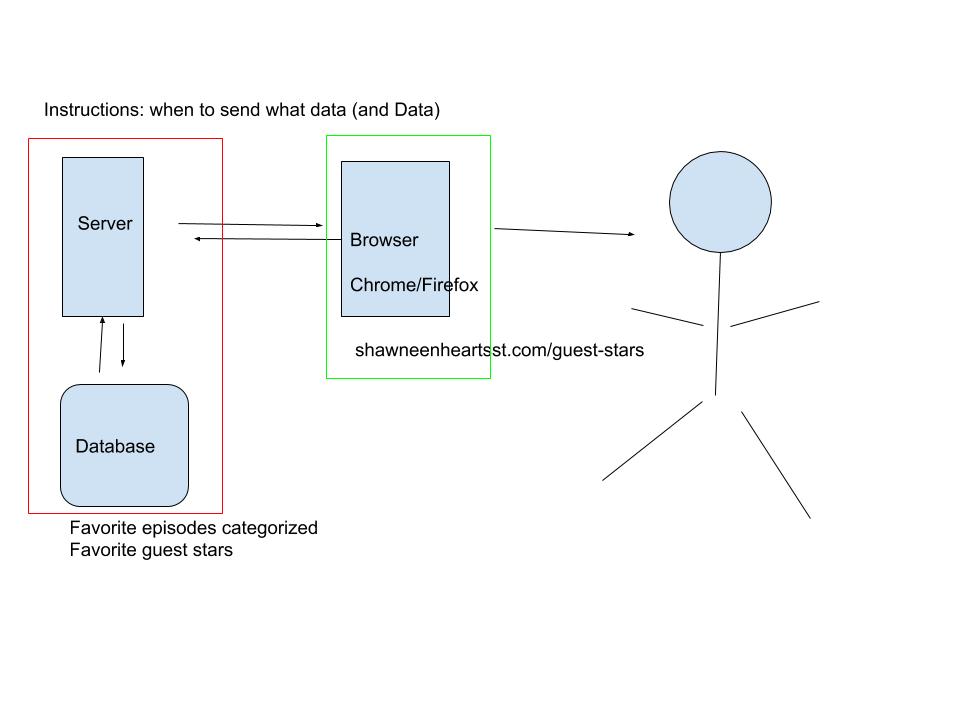 Instructions: when to send what data (and Data)
Server
Browser
Chrome/Firefox
shawneenheartsst.com/guest-stars
Database
Favorite episodes categorized
Favorite guest stars